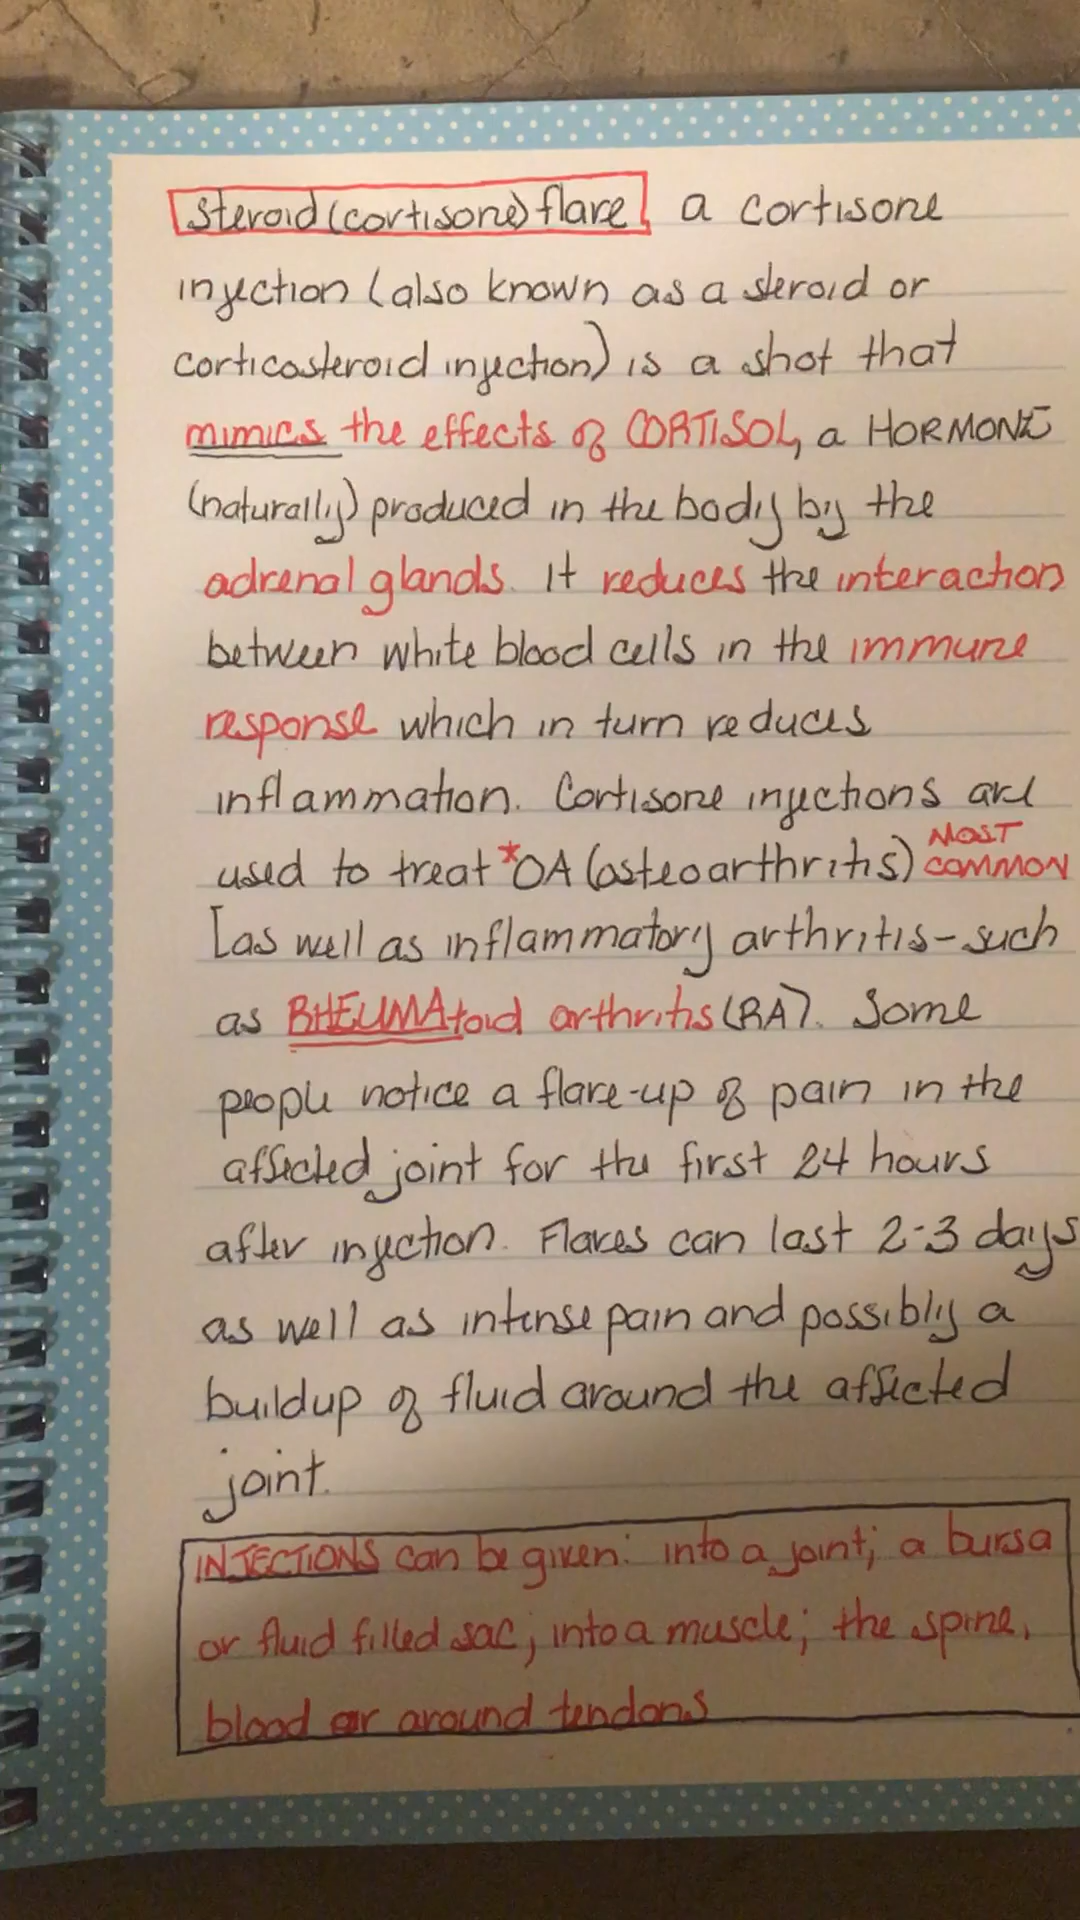 steroid (cortisone) flare, a cortisone
injection (also known as a steroid or
corticosteroid injection) is a shot that
mimics the effects of CORTISOL, a HORMONE
(naturally) produced in the body by the
adrenal glands. It reduces the interaction
between white blood cells in the immune
response which in turn reduces
inflammation. Cortisone injections are
used to treat *OA (osteoarthritis) MOST COMMON
[as well as inflammatory arthritis - such
as RHEUMAtoid arthritis (RA]. Some
people notice a flare-up of pain in the
affected joint for the first 24 hours
after injection. Flares can last 2-3 days
as well as intense pain and possibly a
buildup of fluid around the affected
joint.
INJECTIONS can be given: into a joint; a bursa
or fluid filled sac; into a muscle; the spine,
blood or around tendons